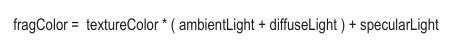 fragColor = textureColor * ( ambientLight + diffuseLight ) + specularLight